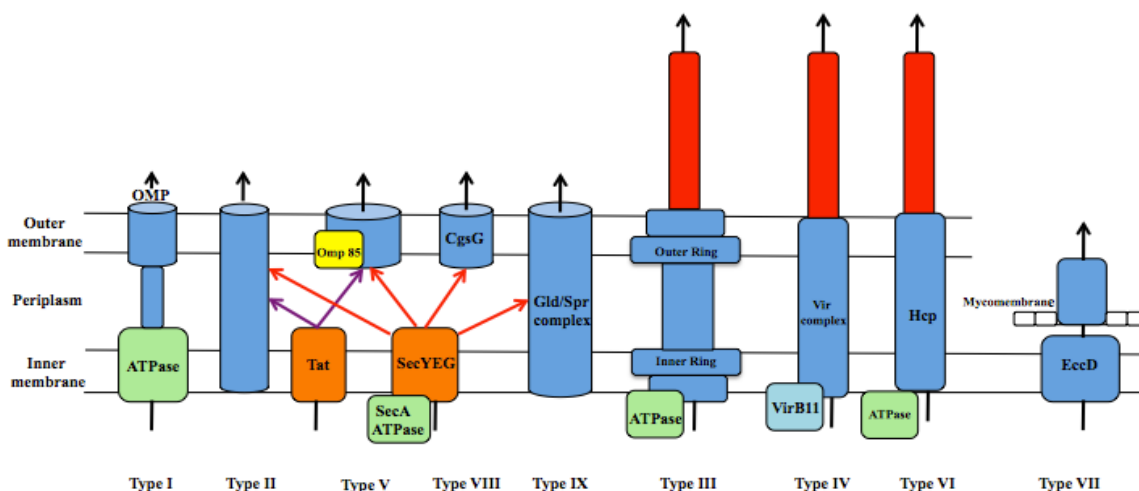 OMP
Outer
membrane
Omp 85
CgsG
Outer Ring
Periplasm
Gld/Spr
complex
Vir
complex
Hcp
Mycomembrane
Inner
membrane
ATPase
Tat
SecYEG
Inner Ring
EccD
SecA
ATPase
ATPase
VirB11
ATPase
Type I
Type II
Type V
Type VIII
Type IX
Type III
Type IV
Type VI
Type VII